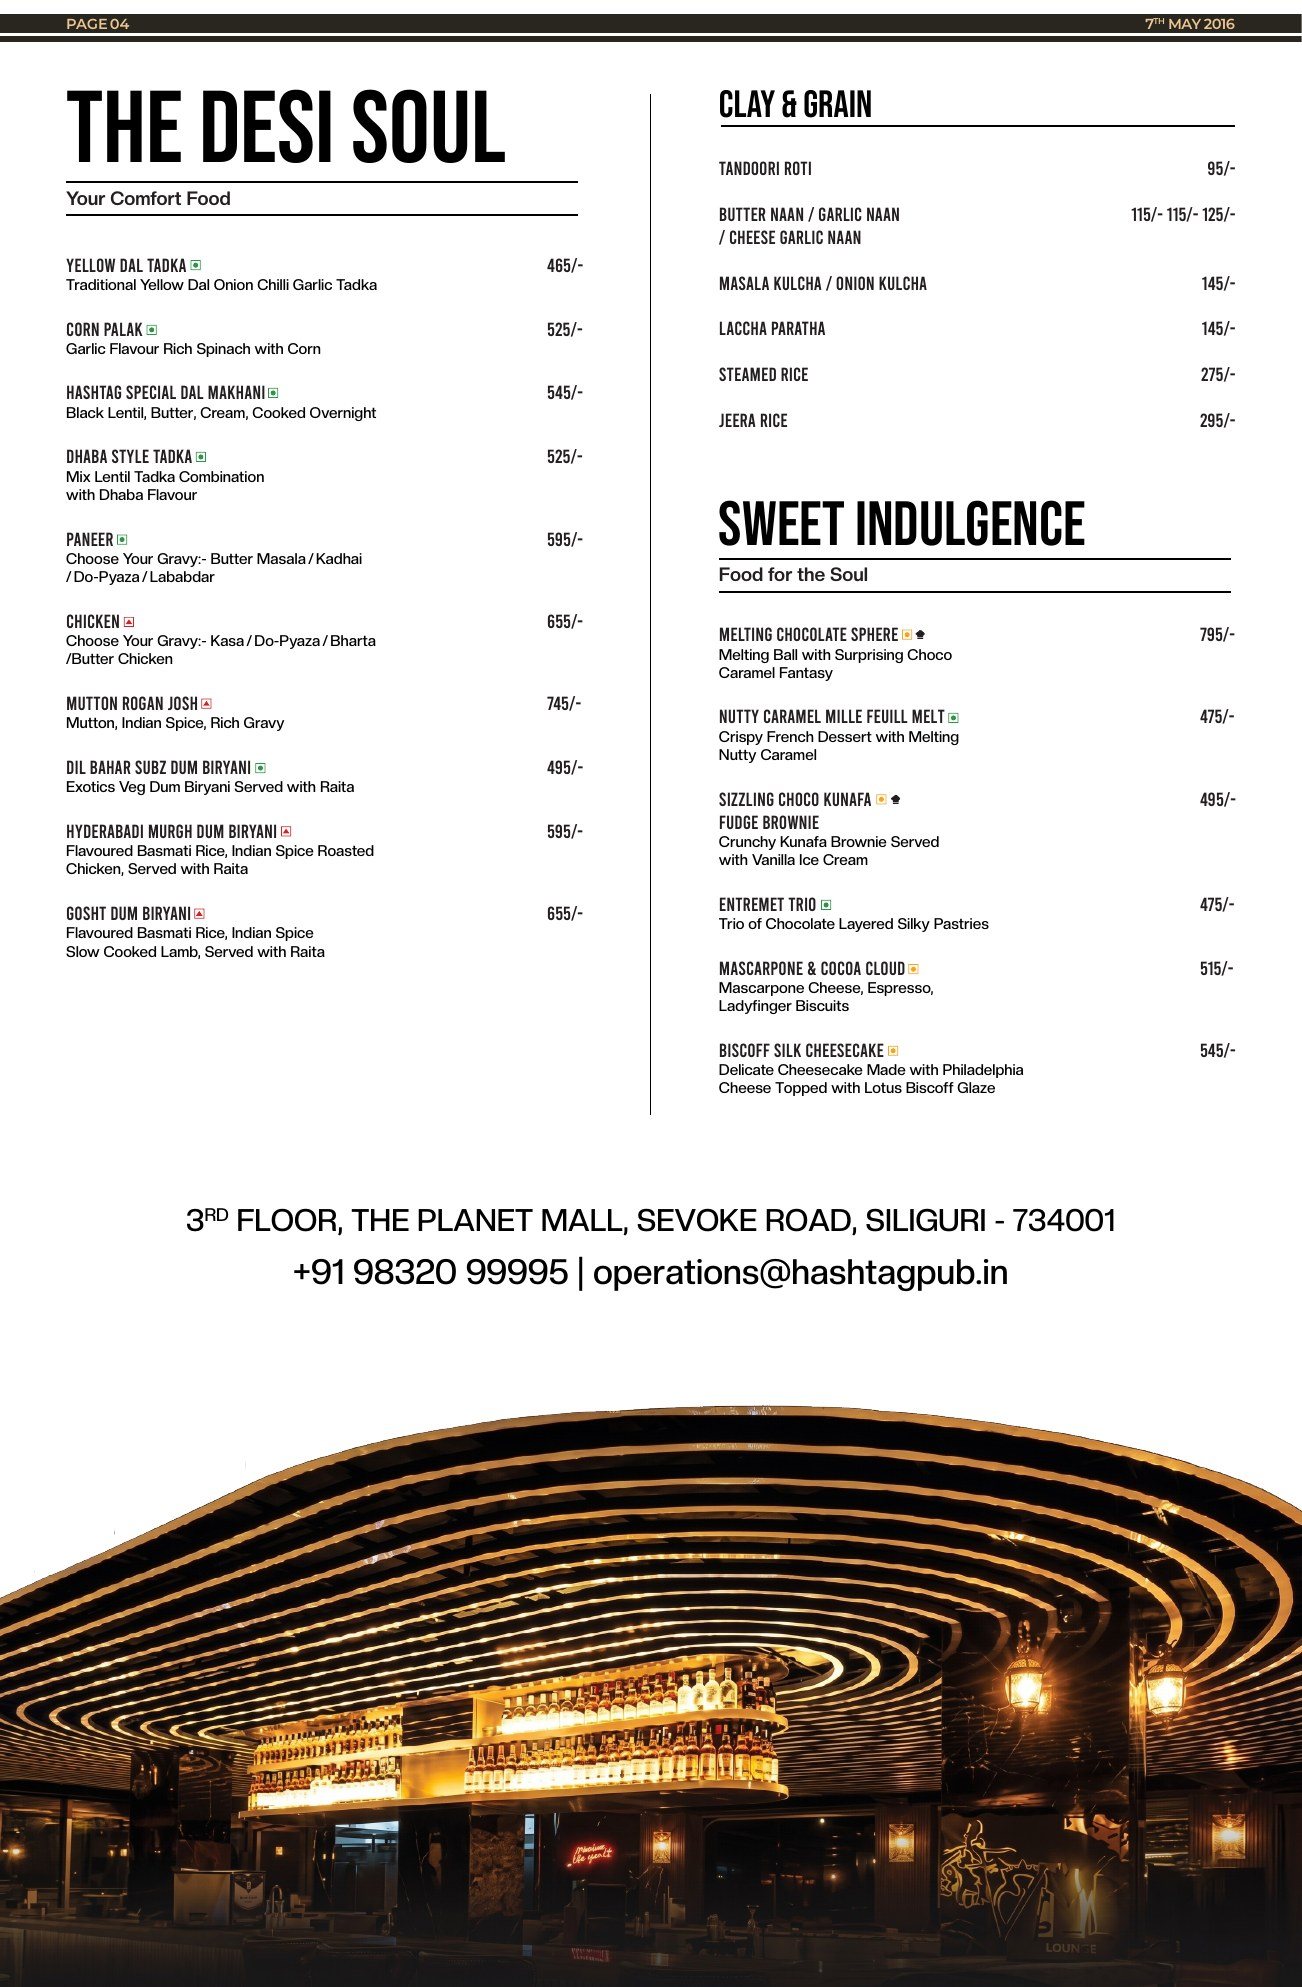 PAGE 04
7TH MAY 2016
THE DESI SOUL
Your Comfort Food
YELLOW DAL TADKA 465/-
Traditional Yellow Dal Onion Chilli Garlic Tadka
CORN PALAK 525/-
Garlic Flavour Rich Spinach with Corn
HASHTAG SPECIAL DAL MAKHANI 545/-
Black Lentil, Butter, Cream, Cooked Overnight
DHABA STYLE TADKA 525/-
Mix Lentil Tadka Combination
with Dhaba Flavour
PANEER 595/-
Choose Your Gravy:- Butter Masala / Kadhai
/ Do-Pyaza / Lababdar
CHICKEN 655/-
Choose Your Gravy:- Kasa / Do-Pyaza / Bharta
/Butter Chicken
MUTTON ROGAN JOSH 745/-
Mutton, Indian Spice, Rich Gravy
DIL BAHAR SUBZ DUM BIRYANI 495/-
Exotics Veg Dum Biryani Served with Raita
HYDERABADI MURGH DUM BIRYANI 595/-
Flavoured Basmati Rice, Indian Spice Roasted
Chicken, Served with Raita
GOSHT DUM BIRYANI 655/-
Flavoured Basmati Rice, Indian Spice
Slow Cooked Lamb, Served with Raita
CLAY & GRAIN
TANDOORI ROTI 95/-
BUTTER NAAN / GARLIC NAAN 115/- 115/- 125/-
/ CHEESE GARLIC NAAN
MASALA KULCHA / ONION KULCHA 145/-
LACCHA PARATHA 145/-
STEAMED RICE 275/-
JEERA RICE 295/-
SWEET INDULGENCE
Food for the Soul
MELTING CHOCOLATE SPHERE 795/-
Melting Ball with Surprising Choco
Caramel Fantasy
NUTTY CARAMEL MILLE FEUILL MELT 475/-
Crispy French Dessert with Melting
Nutty Caramel
SIZZLING CHOCO KUNAFA 495/-
FUDGE BROWNIE
Crunchy Kunafa Brownie Served
with Vanilla Ice Cream
ENTREMET TRIO 475/-
Trio of Chocolate Layered Silky Pastries
MASCARPONE & COCOA CLOUD 515/-
Mascarpone Cheese, Espresso,
Ladyfinger Biscuits
BISCOFF SILK CHEESECAKE 545/-
Delicate Cheesecake Made with Philadelphia
Cheese Topped with Lotus Biscoff Glaze
3RD FLOOR, THE PLANET MALL, SEVOKE ROAD, SILIGURI - 734001
+91 98320 99995 | operations@hashtagpub.in
LOUNGE